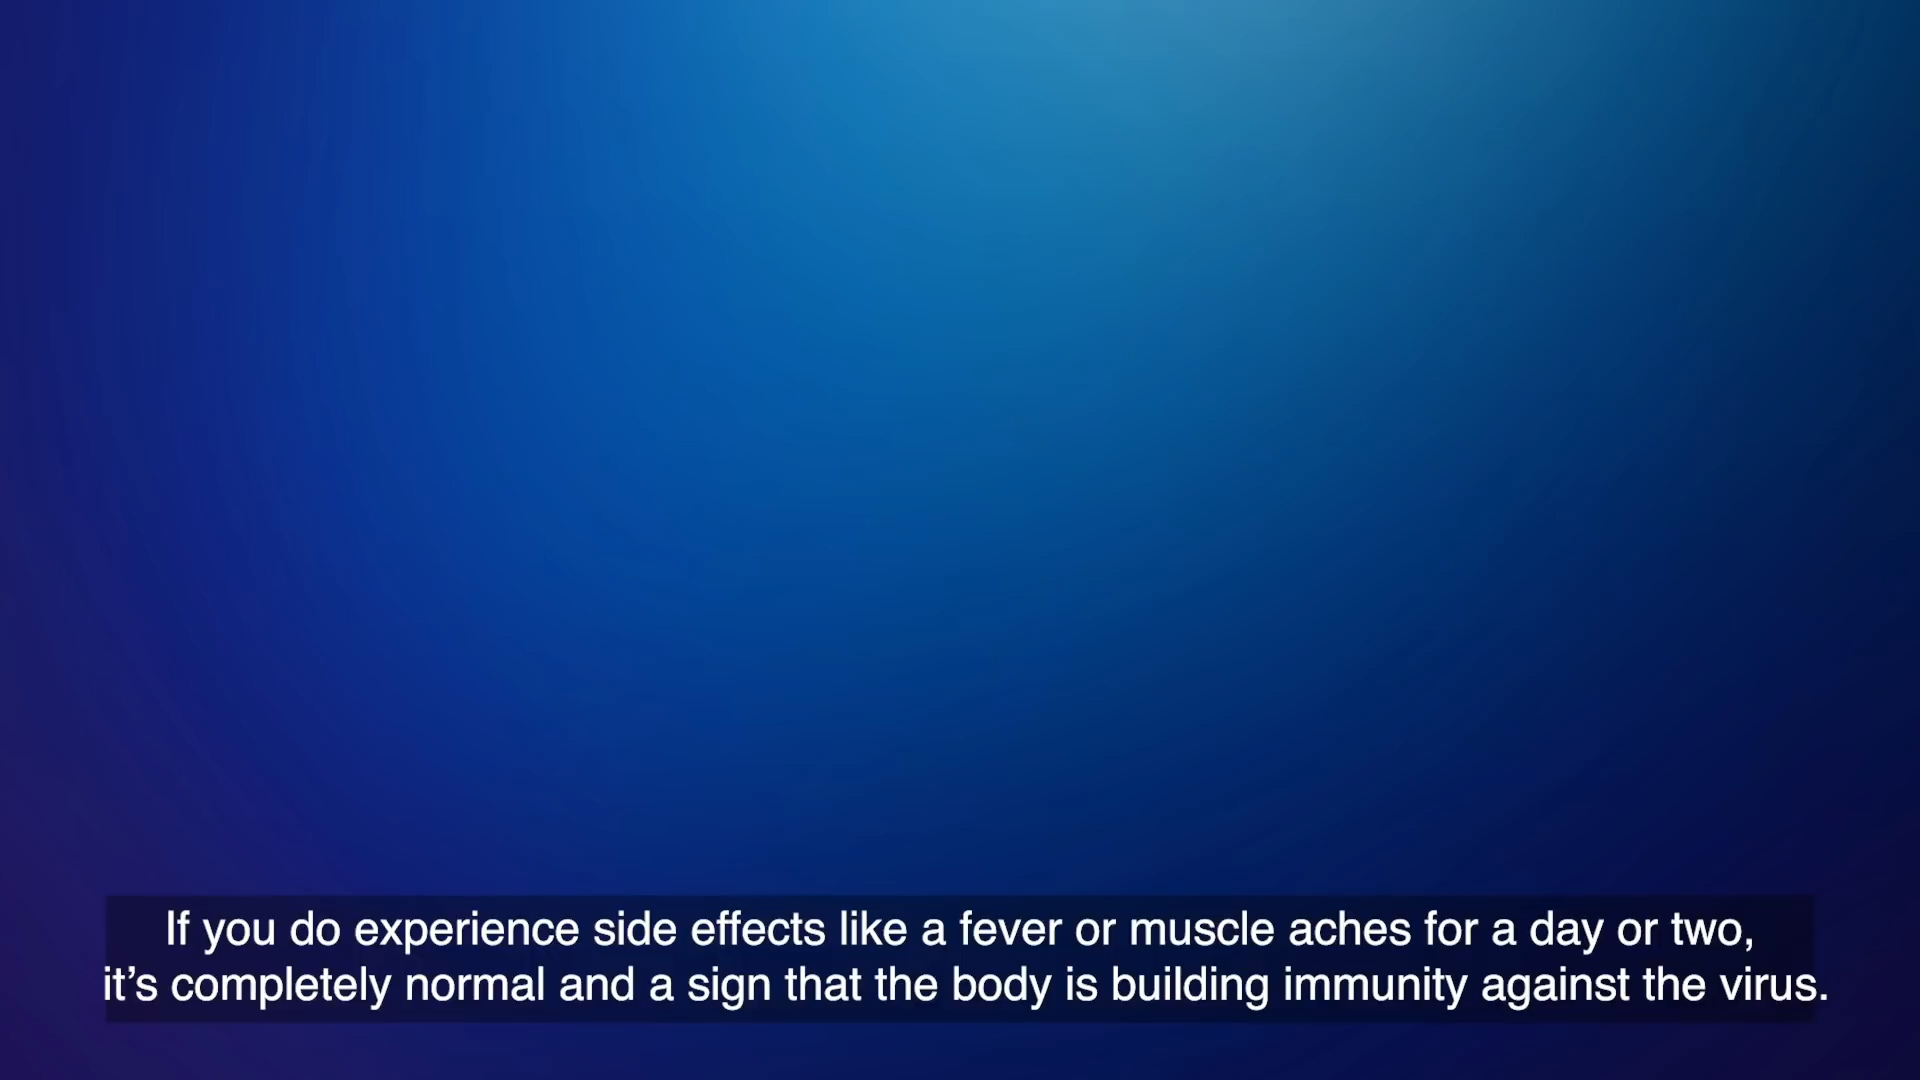 If you do experience side effects like a fever or muscle aches for a day or two,
it’s completely normal and a sign that the body is building immunity against the virus.